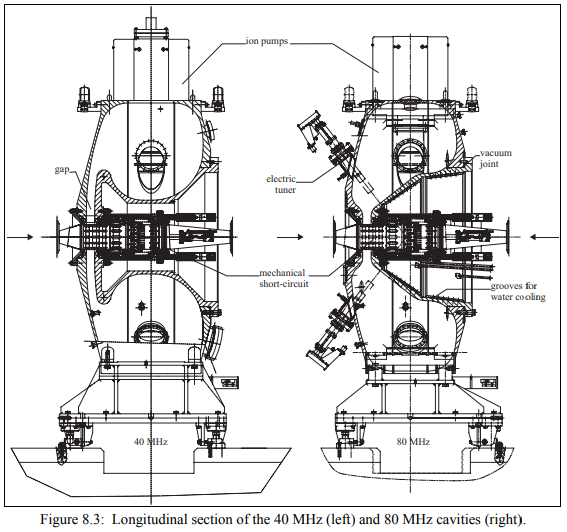 ion pumps
gap
electric
tuner
vacuum
joint
mechanical
short-circuit
grooves for
water cooling
40 MHz
80 MHz
Figure 8.3: Longitudinal section of the 40 MHz (left) and 80 MHz cavities (right).